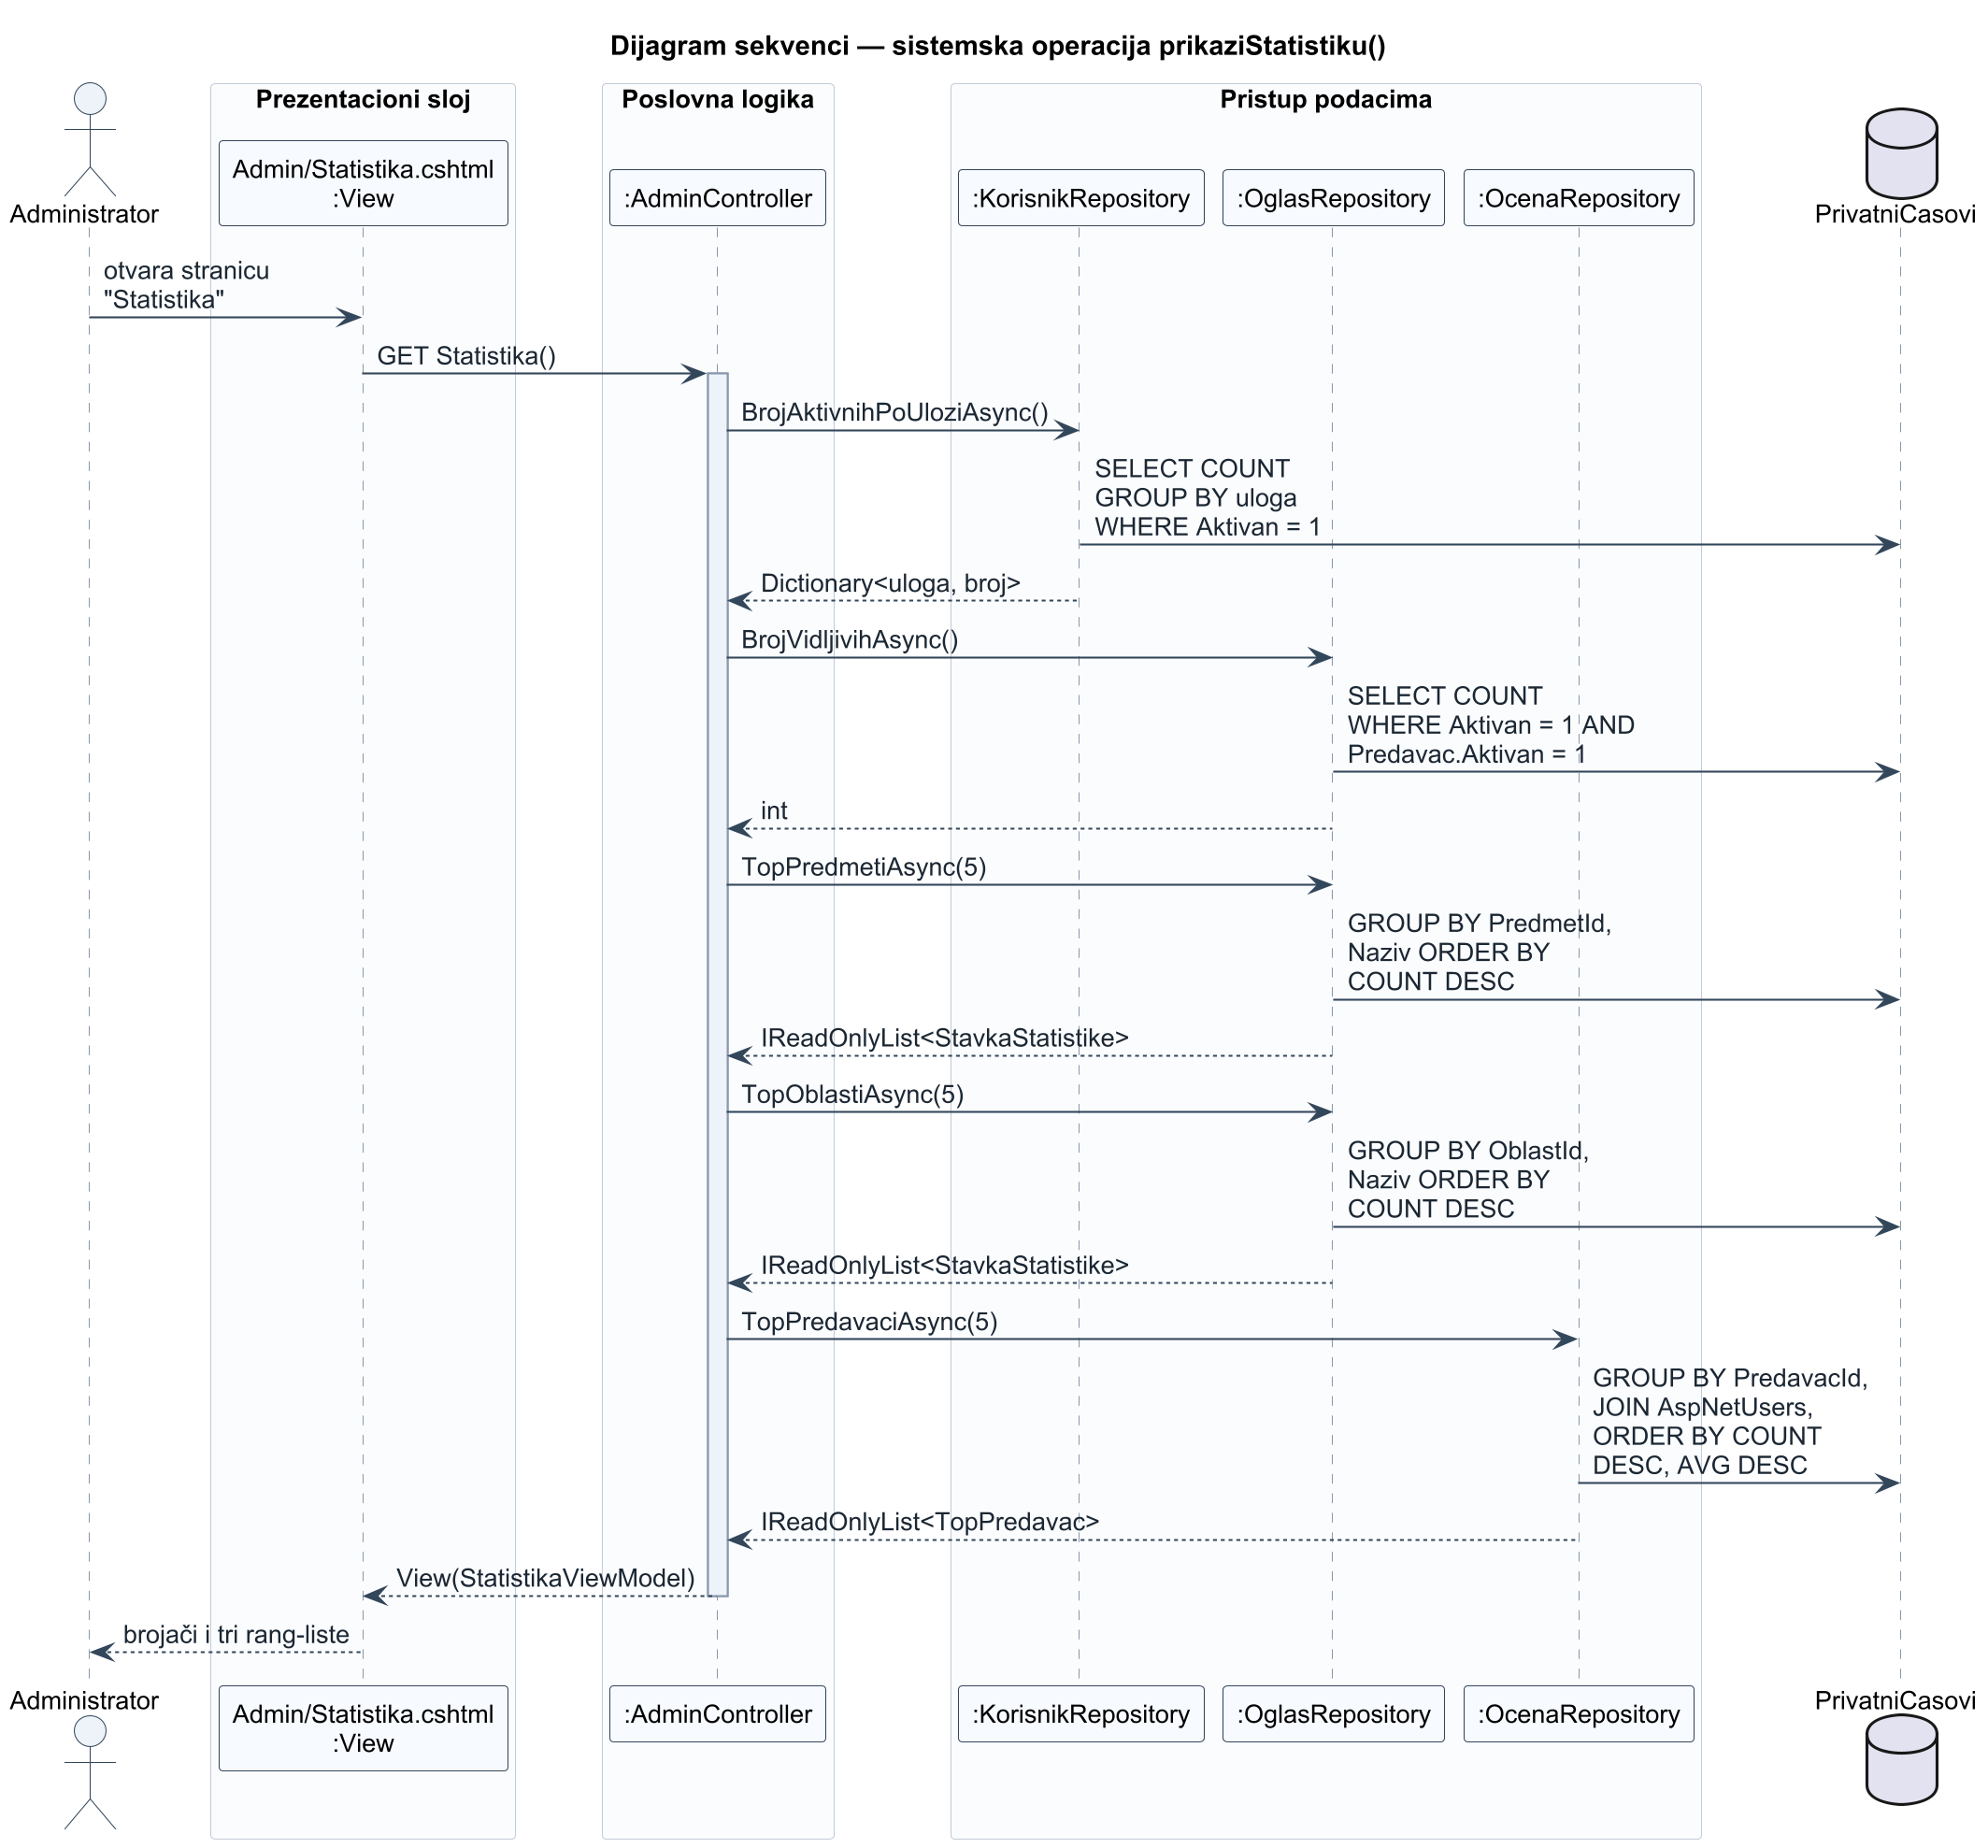 Dijagram sekvenci — sistemska operacija prikaziStatistiku()
Prezentacioni sloj
Poslovna logika
Pristup podacima
Administrator
Admin/Statistika.cshtml
:View
:AdminController
:KorisnikRepository
:OglasRepository
:OcenaRepository
PrivatniCasovi
otvara stranicu
"Statistika"
GET Statistika()
BrojAktivnihPoUloziAsync()
SELECT COUNT
GROUP BY uloga
WHERE Aktivan = 1
Dictionary<uloga, broj>
BrojVidljivihAsync()
SELECT COUNT
WHERE Aktivan = 1 AND
Predavac.Aktivan = 1
int
TopPredmetiAsync(5)
GROUP BY PredmetId,
Naziv ORDER BY
COUNT DESC
IReadOnlyList<StavkaStatistike>
TopOblastiAsync(5)
GROUP BY OblastId,
Naziv ORDER BY
COUNT DESC
IReadOnlyList<StavkaStatistike>
TopPredavaciAsync(5)
GROUP BY PredavacId,
JOIN AspNetUsers,
ORDER BY COUNT
DESC, AVG DESC
IReadOnlyList<TopPredavac>
View(StatistikaViewModel)
brojači i tri rang-liste
Administrator
Admin/Statistika.cshtml
:View
:AdminController
:KorisnikRepository
:OglasRepository
:OcenaRepository
PrivatniCasovi